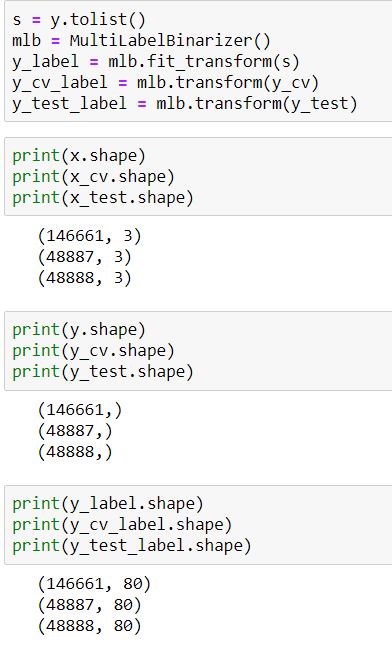 s = y.tolist()
mlb = MultiLabelBinarizer()
y_label = mlb.fit_transform(s)
y_cv_label = mlb.transform(y_cv)
y_test_label = mlb.transform(y_test)
print(x.shape)
print(x_cv.shape)
print(x_test.shape)
(146661, 3)
(48887, 3)
(48888, 3)
print(y.shape)
print(y_cv.shape)
print(y_test.shape)
(146661,)
(48887,)
(48888,)
print(y_label.shape)
print(y_cv_label.shape)
print(y_test_label.shape)
(146661, 80)
(48887, 80)
(48888, 80)